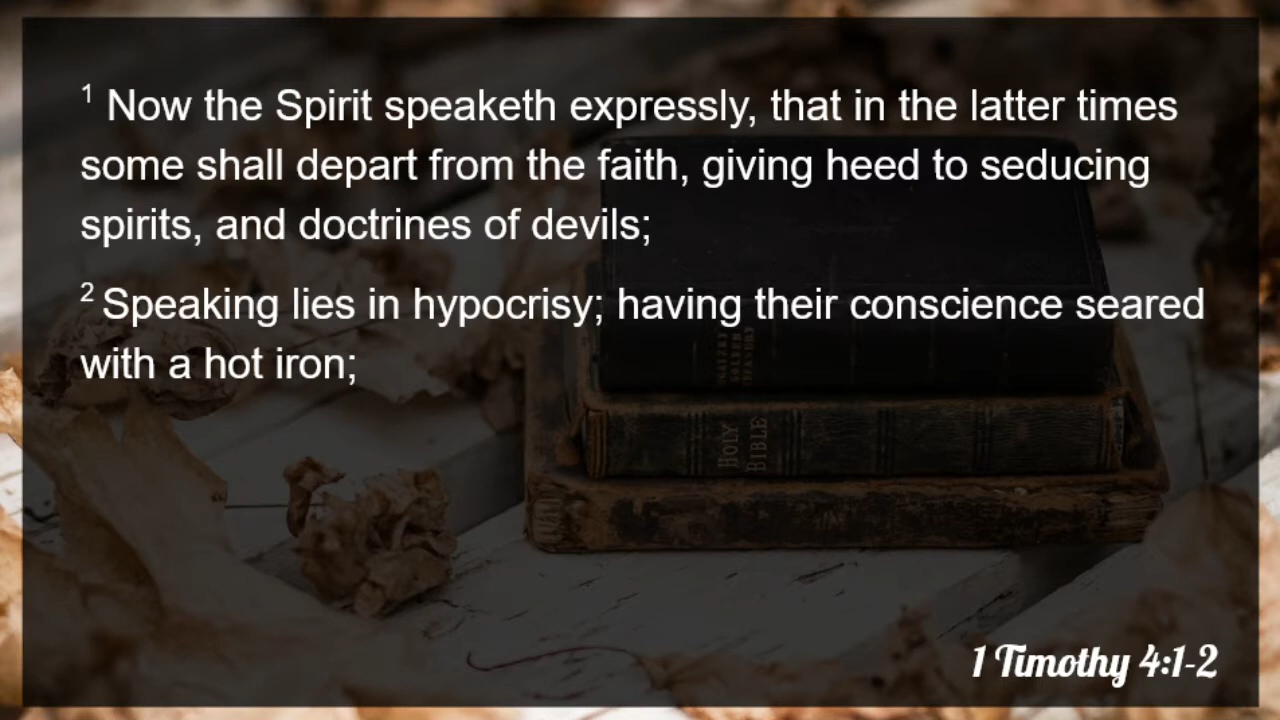 1 Now the Spirit speaketh expressly, that in the latter times
some shall depart from the faith, giving heed to seducing
spirits, and doctrines of devils;
2 Speaking lies in hypocrisy; having their conscience seared
with a hot iron;
HOLY
BIBLE
1 Timothy 4:1-2